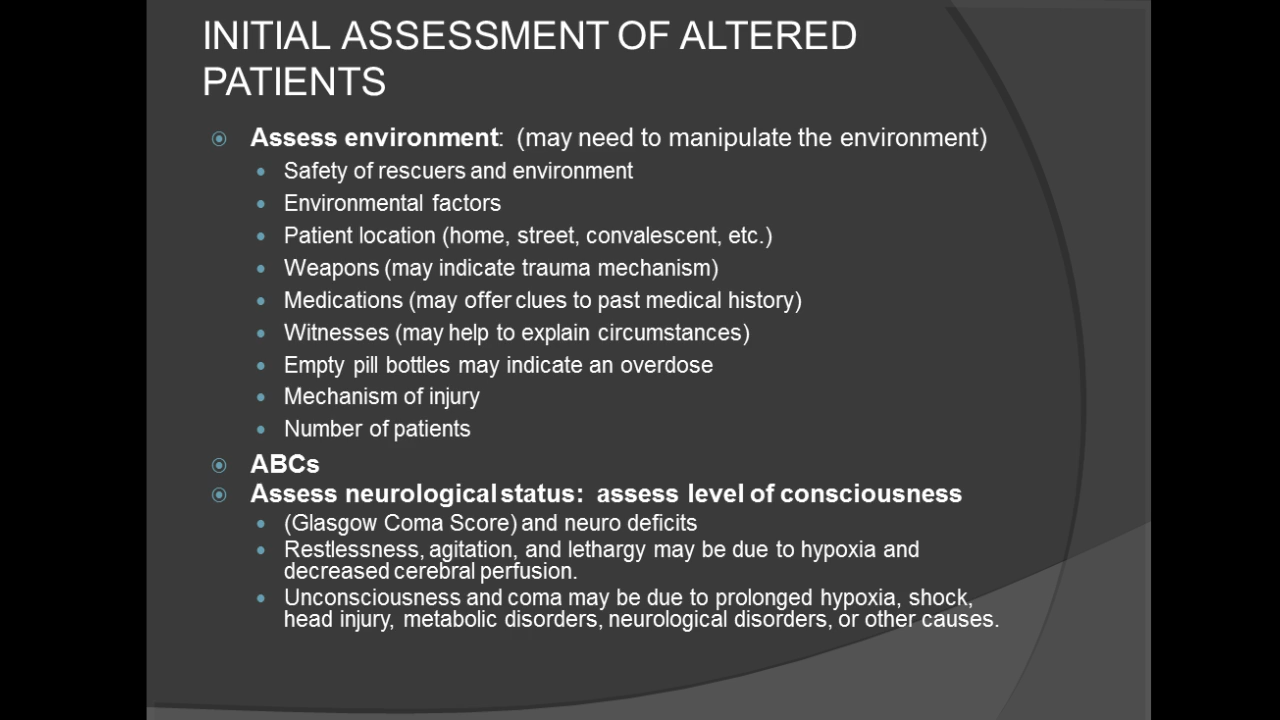 INITIAL ASSESSMENT OF ALTERED
PATIENTS
Assess environment: (may need to manipulate the environment)
Safety of rescuers and environment
Environmental factors
Patient location (home, street, convalescent, etc.)
Weapons (may indicate trauma mechanism)
Medications (may offer clues to past medical history)
Witnesses (may help to explain circumstances)
Empty pill bottles may indicate an overdose
Mechanism of injury
Number of patients
ABCs
Assess neurological status: assess level of consciousness
(Glasgow Coma Score) and neuro deficits
Restlessness, agitation, and lethargy may be due to hypoxia and
decreased cerebral perfusion.
Unconsciousness and coma may be due to prolonged hypoxia, shock,
head injury, metabolic disorders, neurological disorders, or other causes.